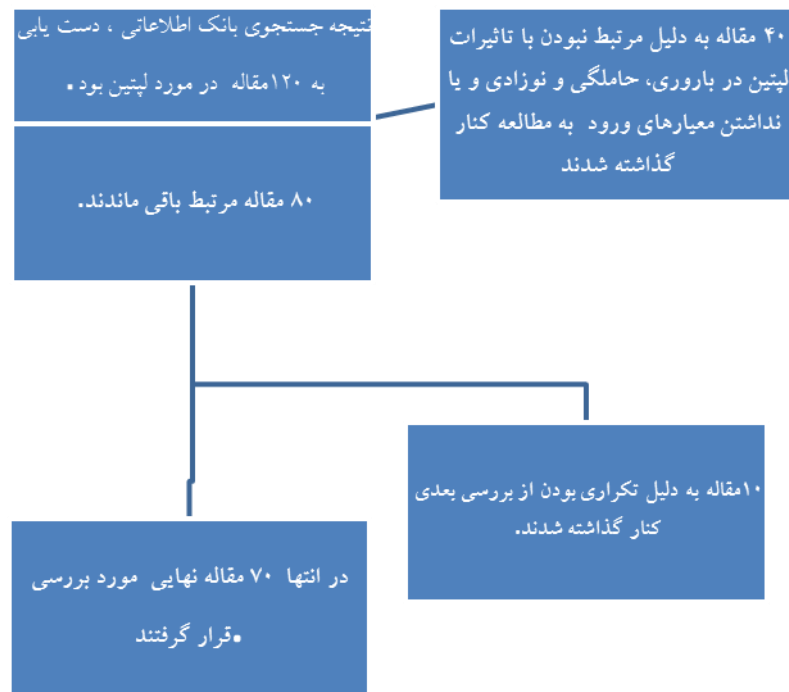 نتیجه جستجوی بانک اطلاعاتی ، دست یابی
به ۱۲۰مقاله در مورد لپتین بود .
۴۰ مقاله به دلیل مرتبط نبودن با تاثیرات
لپتین در باروری، حاملگی و نوزادی و یا
نداشتن معیارهای ورود به مطالعه کنار
گذاشته شدند
۸۰ مقاله مرتبط باقی ماندند.
۱۰مقاله به دلیل تکراری بودن از بررسی بعدی
کنار گذاشته شدند.
در انتها ۷۰ مقاله نهایی مورد بررسی
.قرار گرفتند